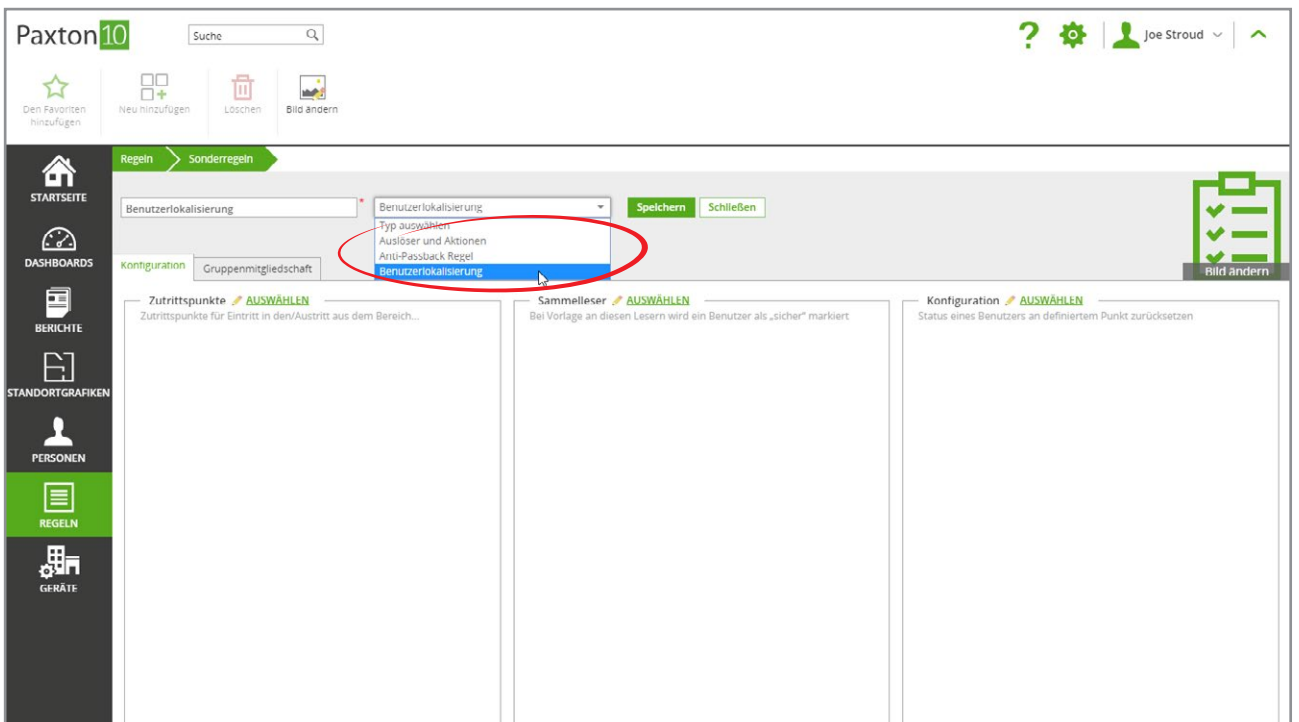 Paxton10
Suche
Joe Stroud
Den Favoriten
hinzufügen
Neu hinzufügen
Löschen
Bild ändern
Regeln
Sonderregeln
STARTSEITE
DASHBOARDS
BERICHTE
STANDORTGRAFIKEN
PERSONEN
REGELN
GERÄTE
Benutzerlokalisierung
*
Benutzerlokalisierung
Speichern
Schließen
Typ auswählen
Auslöser und Aktionen
Anti-Passback Regel
Benutzerlokalisierung
Bild ändern
Konfiguration
Gruppenmitgliedschaft
Zutrittspunkte AUSWÄHLEN
Zutrittspunkte für Eintritt in den/Austritt aus dem Bereich...
Sammelleser AUSWÄHLEN
Bei Vorlage an diesen Lesern wird ein Benutzer als „sicher" markiert
Konfiguration AUSWÄHLEN
Status eines Benutzers an definiertem Punkt zurücksetzen